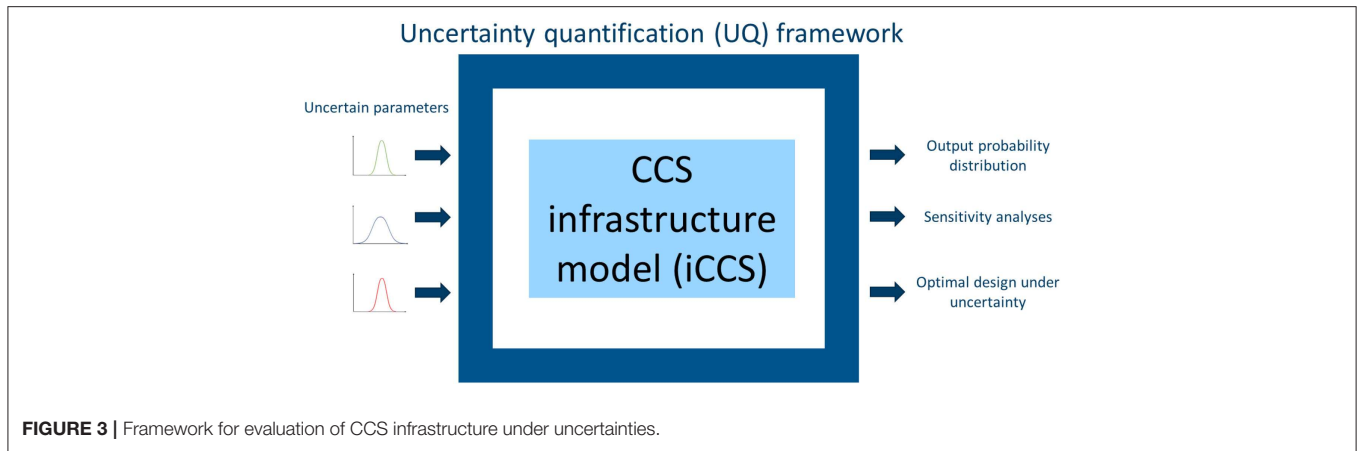 Uncertainty quantification (UQ) framework
Uncertain parameters
CCS
infrastructure
model (iCCS)
Output probability
distribution
Sensitivity analyses
Optimal design under
uncertainty
FIGURE 3 | Framework for evaluation of CCS infrastructure under uncertainties.